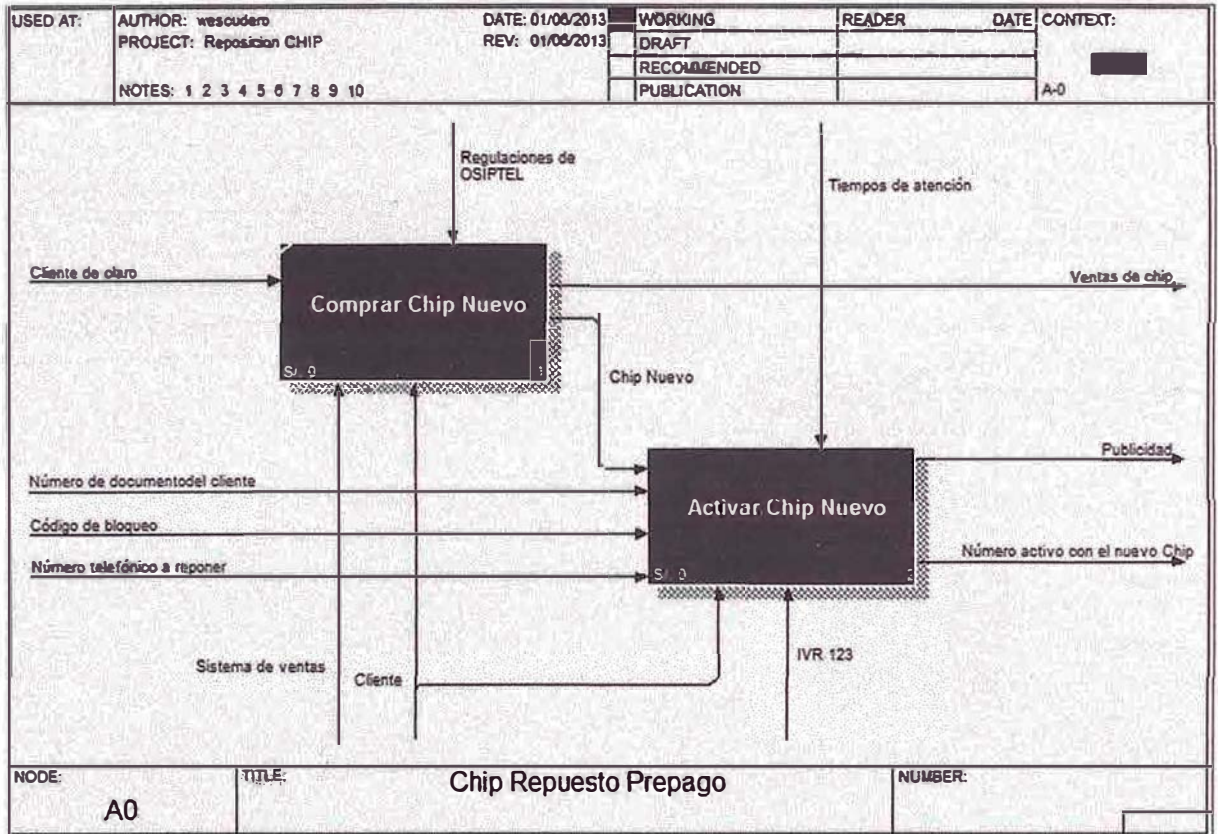 USED AT:
AUTHOR: wescudero
DATE: 01/06/2013
WORKING
READER
DATE
CONTEXT:
PROJECT: Reposicion CHIP
REV: 01/06/2013
DRAFT
RECOMMENDED
NOTES: 1 2 3 4 5 6 7 8 9 10
PUBLICATION
A-0
Regulaciones de
OSIPTEL
Tiempos de atención
Cliente de claro
Ventas de chip
Comprar Chip Nuevo
S/. 0
1
Chip Nuevo
Publicidad
Número de documentodel cliente
Activar Chip Nuevo
Código de bloqueo
Número activo con el nuevo Chip
Número telefónico a reponer
S/. 0
2
IVR 123
Sistema de ventas
Cliente
NODE:
TITLE:
Chip Repuesto Prepago
NUMBER:
A0